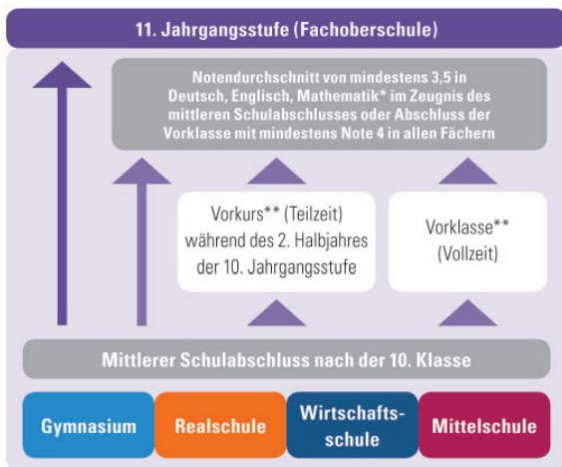 11. Jahrgangsstufe (Fachoberschule)
Notendurchschnitt von mindestens 3,5 in
Deutsch, Englisch, Mathematik* im Zeugnis des
mittleren Schulabschlusses oder Abschluss der
Vorklasse mit mindestens Note 4 in allen Fächern
Vorkurs** (Teilzeit)
während des 2. Halbjahres
der 10. Jahrgangsstufe
Vorklasse**
(Vollzeit)
Mittlerer Schulabschluss nach der 10. Klasse
Gymnasium
Realschule
Wirtschafts-
schule
Mittelschule